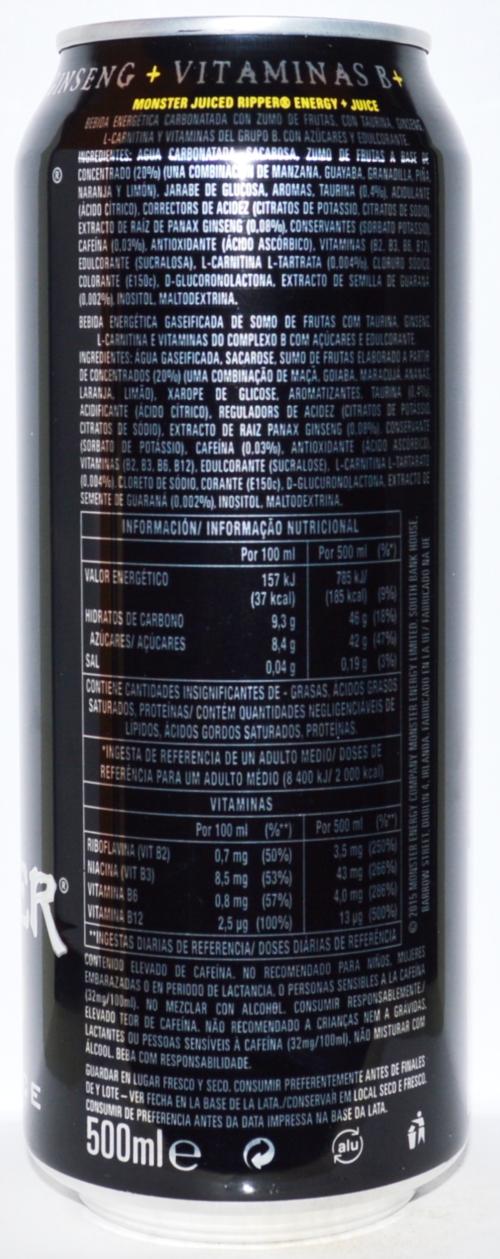 GINSENG + VITAMINAS B+
MONSTER JUICED RIPPER® ENERGY + JUICE
BEBIDA ENERGÉTICA CARBONATADA CON ZUMO DE FRUTAS, CON TAURINA, GINSENG,
L-CARNITINA Y VITAMINAS DEL GRUPO B. CON AZÚCARES Y EDULCORANTE.
INGREDIENTES: AGUA CARBONATADA, SACAROSA, ZUMO DE FRUTAS A BASE DE
CONCENTRADO (20%) (UNA COMBINACIÓN DE MANZANA, GUAYABA, GRANADILLA, PIÑA,
NARANJA Y LIMÓN), JARABE DE GLUCOSA, AROMAS, TAURINA (0.4%), ACIDULANTE
(ÁCIDO CÍTRICO), CORRECTORS DE ACIDEZ (CITRATOS DE POTASSIO, CITRATOS DE SODIO),
EXTRACTO DE RAÍZ DE PANAX GINSENG (0,08%), CONSERVANTES (SORBATO POTASSIO),
CAFEÍNA (0,03%), ANTIOXIDANTE (ÁCIDO ASCÓRBICO), VITAMINAS (B2, B3, B6, B12),
EDULCORANTE (SUCRALOSA), L-CARNITINA L-TARTRATA (0,004%), CLORURO SÓDICO,
COLORANTE (E150c), D-GLUCORONOLACTONA, EXTRACTO DE SEMILLA DE GUARANÁ
(0,002%), INOSITOL, MALTODEXTRINA.
BEBIDA ENERGÉTICA GASEIFICADA DE SOMO DE FRUTAS COM TAURINA, GINSENG,
L-CARNITINA E VITAMINAS DO COMPLEXO B COM AÇÚCARES E EDULCORANTE.
INGREDIENTES: ÁGUA GASEIFICADA, SACAROSE, SUMO DE FRUTAS ELABORADO A PARTIR
DE CONCENTRADOS (20%) (UMA COMBINAÇÃO DE MAÇÃ, GOIABA, MARACUJÁ, ANANÁS,
LARANJA, LIMÃO), XAROPE DE GLICOSE, AROMATIZANTES, TAURINA (0,4%),
ACIDIFICANTE (ÁCIDO CÍTRICO), REGULADORS DE ACIDEZ (CITRATOS DE POTÁSSIO,
CITRATOS DE SÓDIO), EXTRACTO DE RAIZ PANAX GINSENG (0,08%), CONSERVANTE
(SORBATO DE POTÁSSIO), CAFEÍNA (0,03%), ANTIOXIDANTE (ÁCIDO ASCÓRBICO),
VITAMINAS (B2, B3, B6, B12), EDULCORANTE (SUCRALOSE), L-CARNITINA L-TARTARATO
(0,004%), CLORETO DE SÓDIO, CORANTE (E150c), D-GLUCURONOLACTONA, EXTRACTO DE
SEMENTE DE GUARANÁ (0,002%), INOSITOL, MALTODEXTRINA.
INFORMACIÓN/ INFORMAÇÃO NUTRICIONAL
Por 100 ml Por 500 ml (%*)
VALOR ENERGÉTICO 157 kJ 785 kJ/
(37 kcal) (185 kcal) (9%)
HIDRATOS DE CARBONO 9,3 g 46 g (18%)
AZÚCARES/ AÇÚCARES 8,4 g 42 g (47%)
SAL 0,04 g 0,19 g (3%)
CONTIENE CANTIDADES INSIGNIFICANTES DE - GRASAS, ÁCIDOS GRASOS
SATURADOS, PROTEÍNAS/ CONTÉM QUANTIDADES NEGLIGENCIÁVEIS DE
LÍPIDOS, ÁCIDOS GORDOS SATURADOS, PROTEÍNAS.
*INGESTA DE REFERENCIA DE UN ADULTO MEDIO/ DOSES DE
REFERÊNCIA PARA UM ADULTO MÉDIO (8 400 kJ/ 2 000 kcal)
VITAMINAS
Por 100 ml (%**) Por 500 ml (%**)
RIBOFLAVINA (VIT B2) 0,7 mg (50%) 3,5 mg (250%)
NIACINA (VIT B3) 8,5 mg (53%) 43 mg (268%)
VITAMINA B6 0,8 mg (57%) 4,0 mg (286%)
VITAMINA B12 2,5 µg (100%) 13 µg (500%)
**INGESTAS DIARIAS DE REFERENCIA/ DOSES DIÁRIAS DE REFERÊNCIA
CONTENIDO ELEVADO DE CAFEÍNA. NO RECOMENDADO PARA NIÑOS, MUJERES
EMBARAZADAS O EN PERIODO DE LACTANCIA, O PERSONAS SENSIBLES A LA CAFEÍNA
(32mg/100ml). NO MEZCLAR CON ALCOHOL. CONSUMIR RESPONSABLEMENTE/
ELEVADO TEOR DE CAFEÍNA. NÃO RECOMENDADO A CRIANÇAS NEM A GRÁVIDAS,
LACTANTES OU PESSOAS SENSÍVEIS À CAFEÍNA (32mg/100ml). NÃO MISTURAR COM
ÁLCOOL. BEBA COM RESPONSABILIDADE.
GUARDAR EN LUGAR FRESCO Y SECO. CONSUMIR PREFERENTEMENTE ANTES DE FINALES
DE Y LOTE – VER FECHA EN LA BASE DE LA LATA./CONSERVAR EM LOCAL SECO E FRESCO.
CONSUMIR DE PREFERENCIA ANTES DA DATA IMPRESSA NA BASE DA LATA.
500ml e
alu
© 2015 MONSTER ENERGY COMPANY MONSTER ENERGY LIMITED, SOUTH BANK HOUSE,
BARROW STREET, DUBLIN 4, IRLANDA. FABRICADO EN LA UE/ FABRICADO NA UE
®
ER®
E